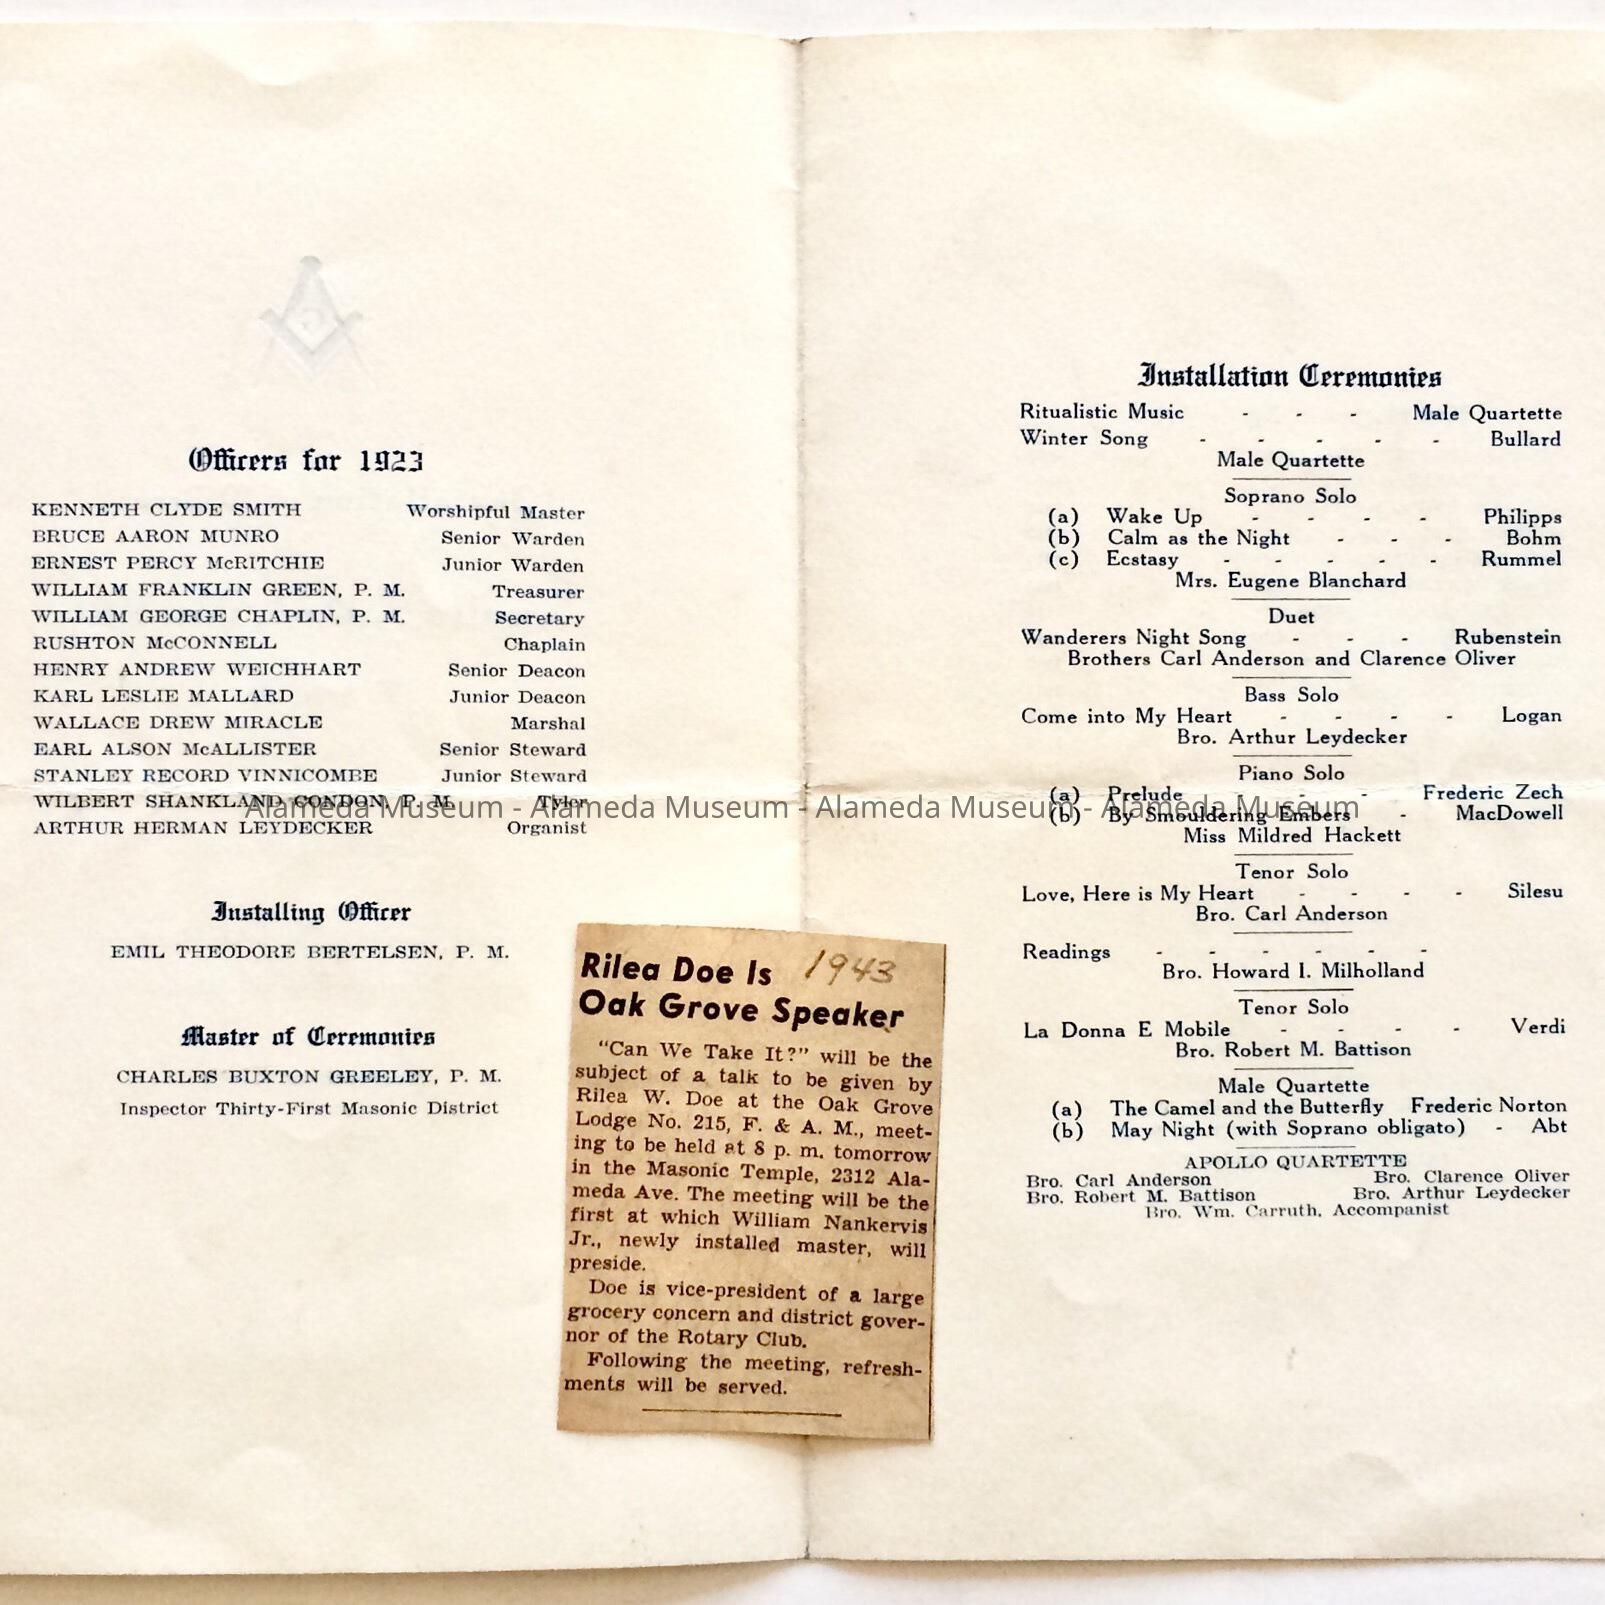 Officers for 1923
KENNETH CLYDE SMITH Worshipful Master
BRUCE AARON MUNRO Senior Warden
ERNEST PERCY McRITCHIE Junior Warden
WILLIAM FRANKLIN GREEN, P. M. Treasurer
WILLIAM GEORGE CHAPLIN, P. M. Secretary
RUSHTON McCONNELL Chaplain
HENRY ANDREW WEICHHART Senior Deacon
KARL LESLIE MALLARD Junior Deacon
WALLACE DREW MIRACLE Marshal
EARL ALSON McALLISTER Senior Steward
STANLEY RECORD VINNICOMBE Junior Steward
WILBERT SHANKLAND CONDON, P. M. Tyler
ARTHUR HERMAN LEYDECKER Organist
Installing Officer
EMIL THEODORE BERTELSEN, P. M.
Master of Ceremonies
CHARLES BUXTON GREELEY, P. M.
Inspector Thirty-First Masonic District
Rilea Doe Is 1943
Oak Grove Speaker
"Can We Take It?" will be the
subject of a talk to be given by
Rilea W. Doe at the Oak Grove
Lodge No. 215, F. & A. M., meet-
ing to be held at 8 p. m. tomorrow
in the Masonic Temple, 2312 Ala-
meda Ave. The meeting will be the
first at which William Nankervis
Jr., newly installed master, will
preside.
Doe is vice-president of a large
grocery concern and district gover-
nor of the Rotary Club.
Following the meeting, refresh-
ments will be served.
Installation Ceremonies
Ritualistic Music - - - Male Quartette
Winter Song - - - - - Bullard
Male Quartette
Soprano Solo
(a) Wake Up - - - - Philipps
(b) Calm as the Night - - - Bohm
(c) Ecstasy - - - - - Rummel
Mrs. Eugene Blanchard
Duet
Wanderers Night Song - - - Rubenstein
Brothers Carl Anderson and Clarence Oliver
Bass Solo
Come into My Heart - - - - Logan
Bro. Arthur Leydecker
Piano Solo
(a) Prelude - - - - Frederic Zech
(b) By Smouldering Embers - MacDowell
Miss Mildred Hackett
Tenor Solo
Love, Here is My Heart - - - - Silesu
Bro. Carl Anderson
Readings - - - - - -
Bro. Howard I. Milholland
Tenor Solo
La Donna E Mobile - - - - Verdi
Bro. Robert M. Battison
Male Quartette
(a) The Camel and the Butterfly Frederic Norton
(b) May Night (with Soprano obligato) - Abt
APOLLO QUARTETTE
Bro. Carl Anderson Bro. Clarence Oliver
Bro. Robert M. Battison Bro. Arthur Leydecker
Bro. Wm. Carruth, Accompanist
Alameda Museum - Alameda Museum - Alameda Museum - Alameda Museum